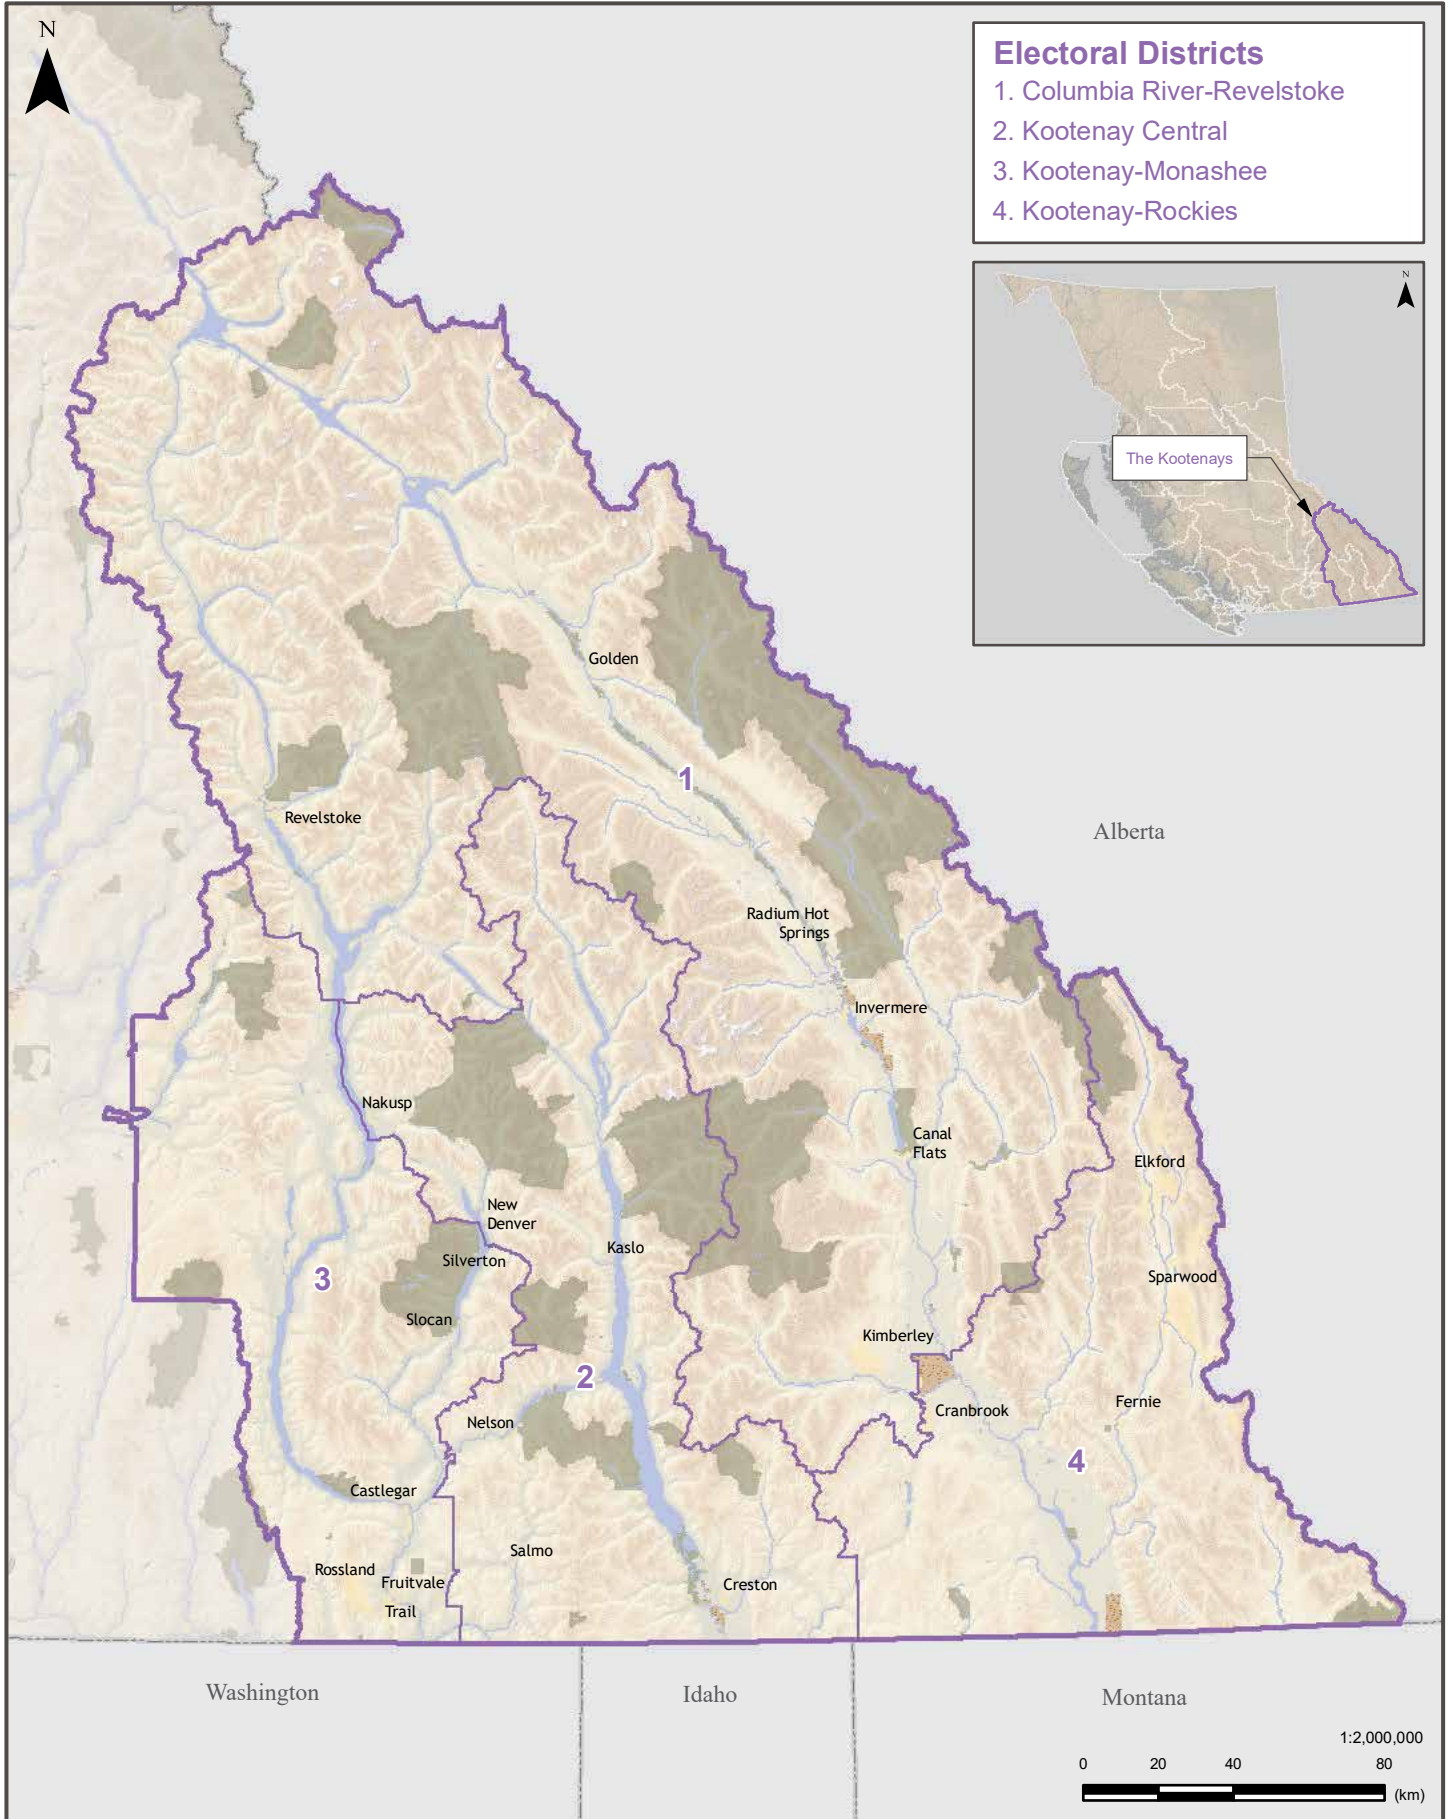 N
Electoral Districts
1. Columbia River-Revelstoke
2. Kootenay Central
3. Kootenay-Monashee
4. Kootenay-Rockies
N
The Kootenays
Golden
1
Revelstoke
Alberta
Radium Hot
Springs
Invermere
Nakusp
Canal
Flats
Elkford
New
Denver
Kaslo
Silverton
3
Sparwood
Slocan
Kimberley
2
Fernie
Cranbrook
Nelson
4
Castlegar
Salmo
Rossland
Fruitvale
Creston
Trail
Washington
Idaho
Montana
1:2,000,000
0 20 40 80
(km)